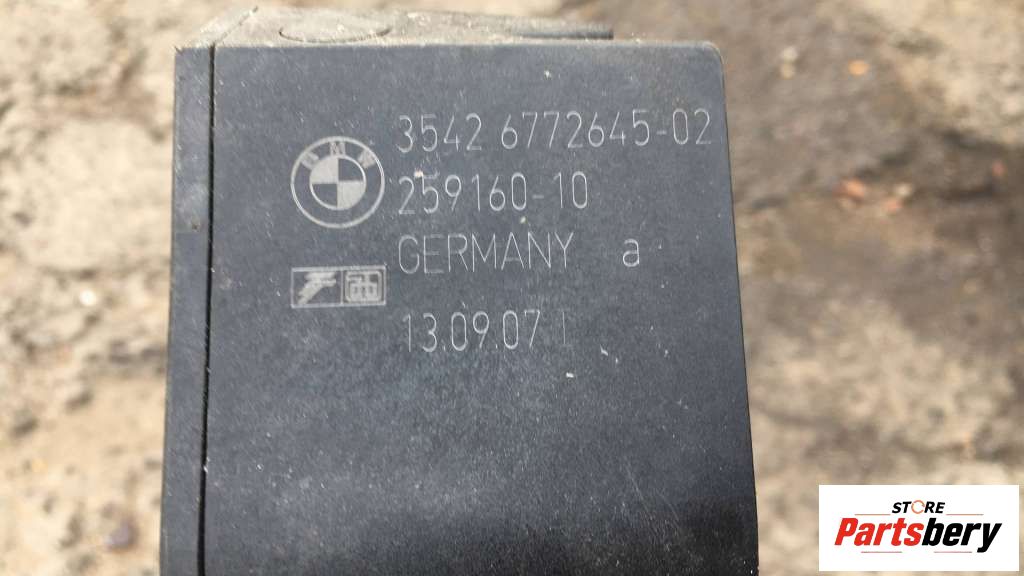 3542 6772645-02
BMW
259160-10
GERMANY a
13.09.07
STORE
Partsbery